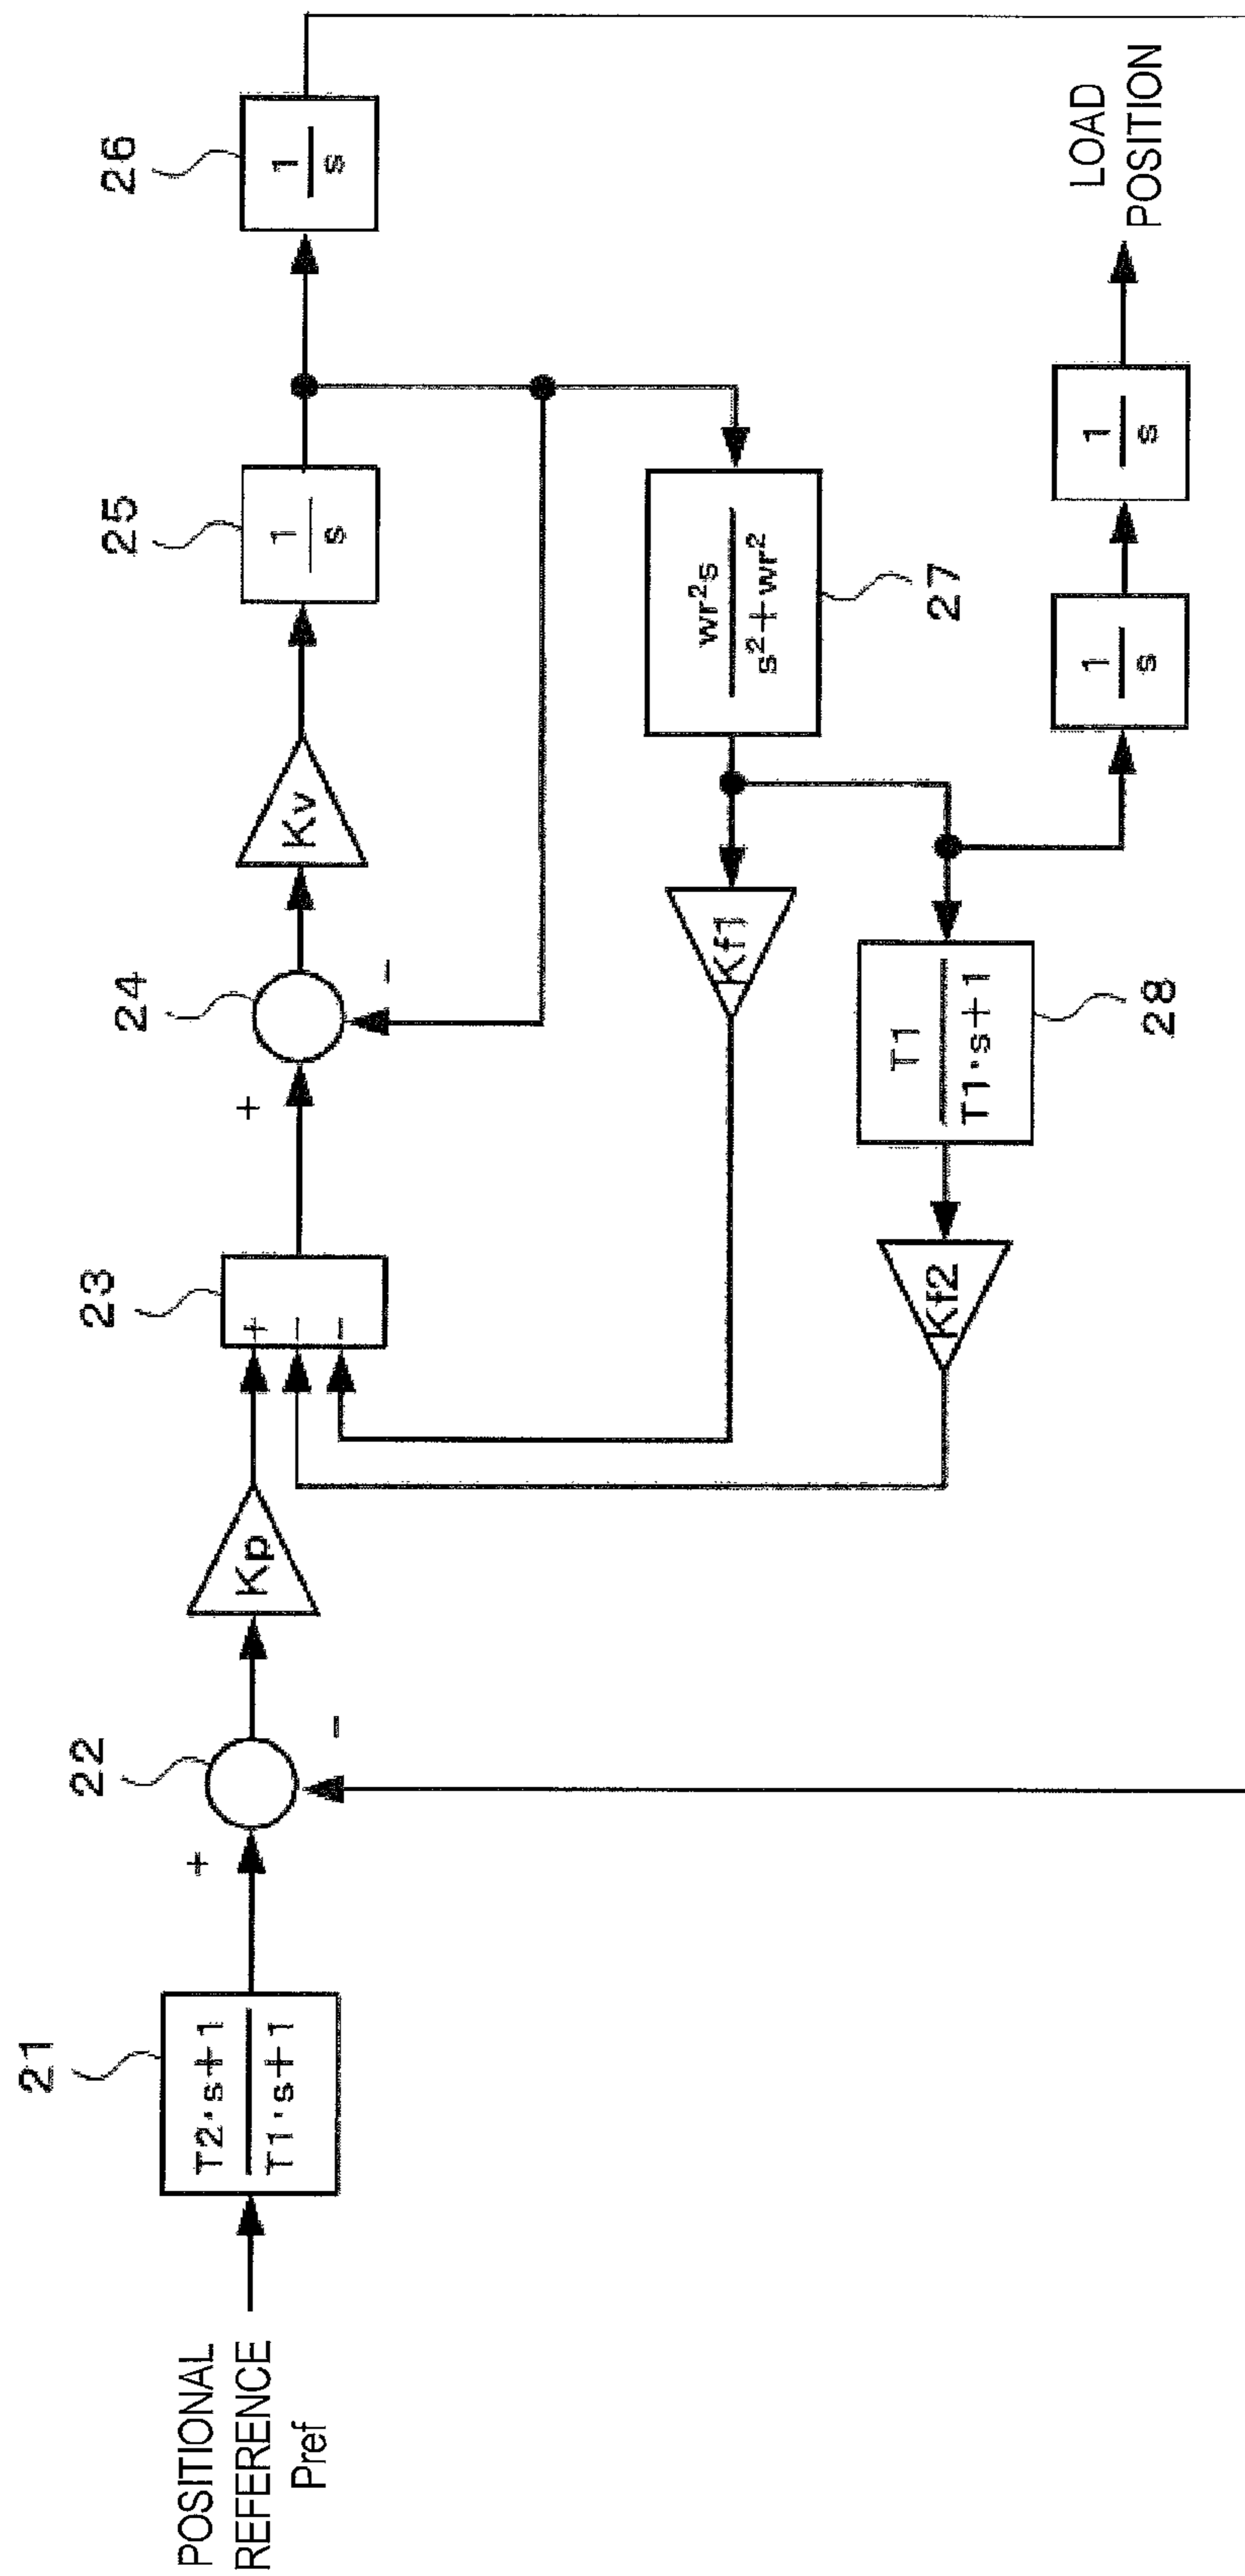 POSITIONAL
REFERENCE
Pref
21
T2·s+1
T1·s+1
22
+
-
Kp
23
+
-
-
24
+
-
Kv
25
1
s
26
1
s
27
wr²s
s²+wr²
Kf1
28
T1
T1·s+1
Kf2
1
s
1
s
LOAD
POSITION